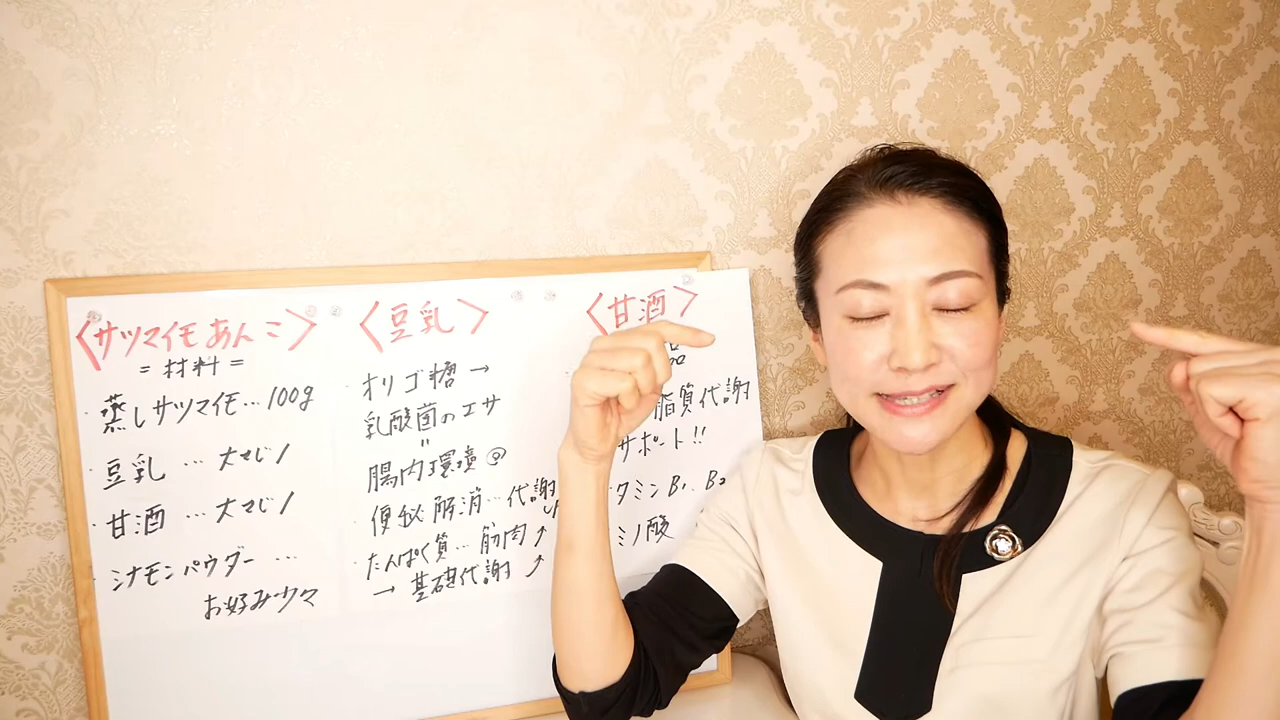 〈サツマイモあんこ〉
= 材料 =
・蒸しサツマイモ…100g
・豆乳 … 大さじ1
・甘酒 … 大さじ1
・シナモンパウダー …
お好み少々
〈豆乳〉
・オリゴ糖 →
乳酸菌のエサ
"
腸内環境
・便秘解消…代謝
・たんぱく質…筋肉↑
→ 基礎代謝 ↑
〈甘酒〉
品
脂質代謝
サポート!!
タミンB1、B2
ミノ酸